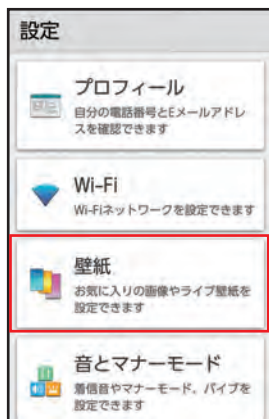 設定
プロフィール
自分の電話番号とEメールアドレ
スを確認できます
Wi-Fi
Wi-Fiネットワークを設定できます
壁紙
お気に入りの画像やライブ壁紙を
設定できます
音とマナーモード
着信音やマナーモード、バイブを
設定できます